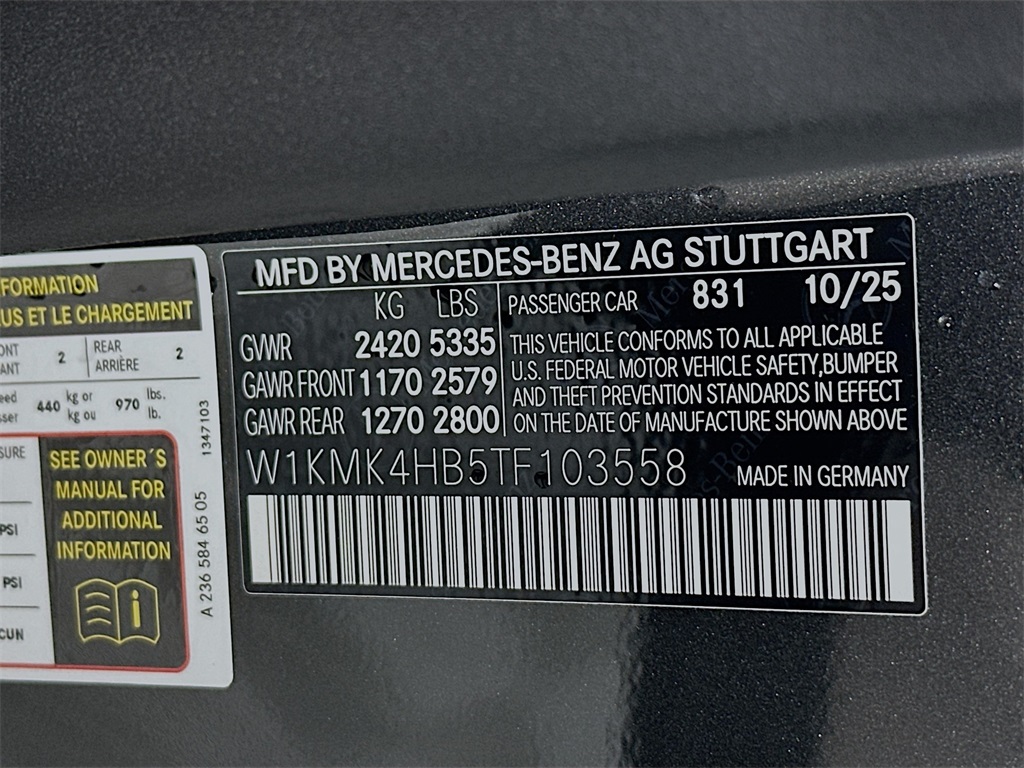 MFD BY MERCEDES-BENZ AG STUTTGART
KG LBS
GVWR 2420 5335
GAWR FRONT 1170 2579
GAWR REAR 1270 2800
PASSENGER CAR 831 10/25
THIS VEHICLE CONFORMS TO ALL APPLICABLE
U.S. FEDERAL MOTOR VEHICLE SAFETY,BUMPER
AND THEFT PREVENTION STANDARDS IN EFFECT
ON THE DATE OF MANUFACTURE SHOWN ABOVE
W1KMK4HB5TF103558 MADE IN GERMANY
FORMATION
US ET LE CHARGEMENT
ONT 2 REAR 2
ANT ARRIÈRE
eed 440 kg or 970 lbs.
sser kg ou lb.
1347103
SURE
PSI
PSI
CUN
SEE OWNER´S
MANUAL FOR
ADDITIONAL
INFORMATION
A 236 584 65 05